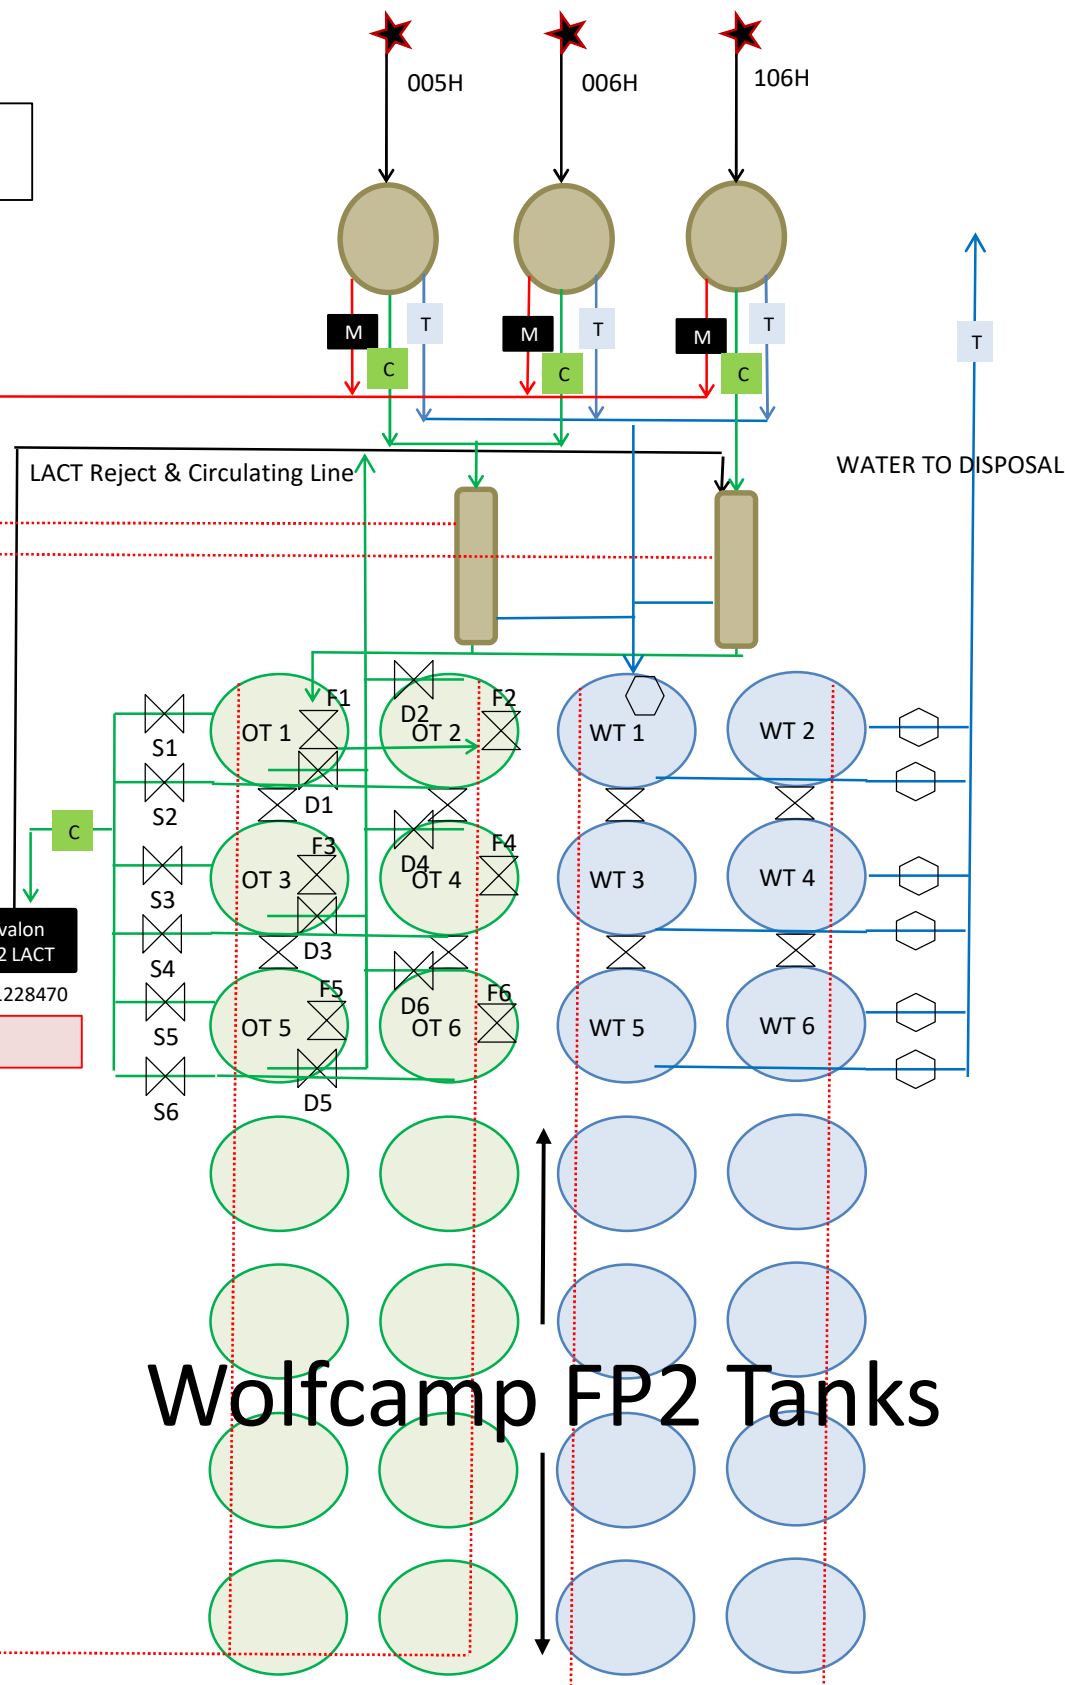 005H
006H
106H
M
T
M
T
M
T
T
C
C
C
LACT Reject & Circulating Line
WATER TO DISPOSAL
F1
F2
D2
OT 1
OT 2
WT 1
WT 2
S1
D1
S2
C
F3
F4
D4
OT 3
OT 4
WT 3
WT 4
S3
2 LACT
D3
S4
1228470
F5
F6
D6
OT 5
OT 6
WT 5
WT 6
S5
D5
S6
Wolfcamp FP2 Tanks